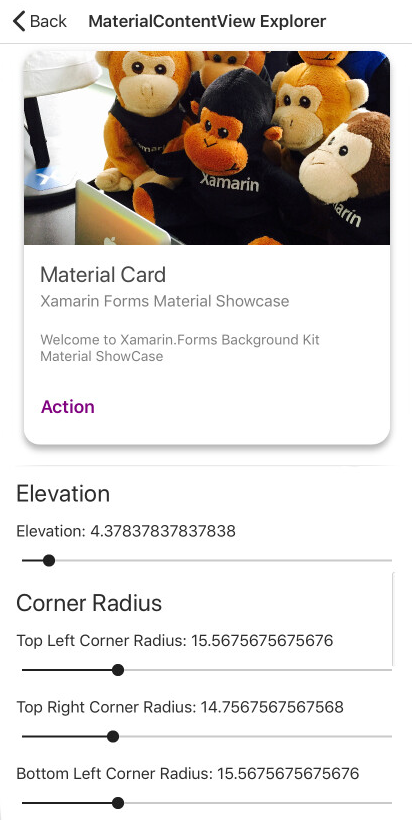 Back
MaterialContentView Explorer
Xamarin
Material Card
Xamarin Forms Material Showcase
Welcome to Xamarin.Forms Background Kit
Material ShowCase
Action
Elevation
Elevation: 4.37837837837838
Corner Radius
Top Left Corner Radius: 15.5675675675676
Top Right Corner Radius: 14.7567567567568
Bottom Left Corner Radius: 15.5675675675676